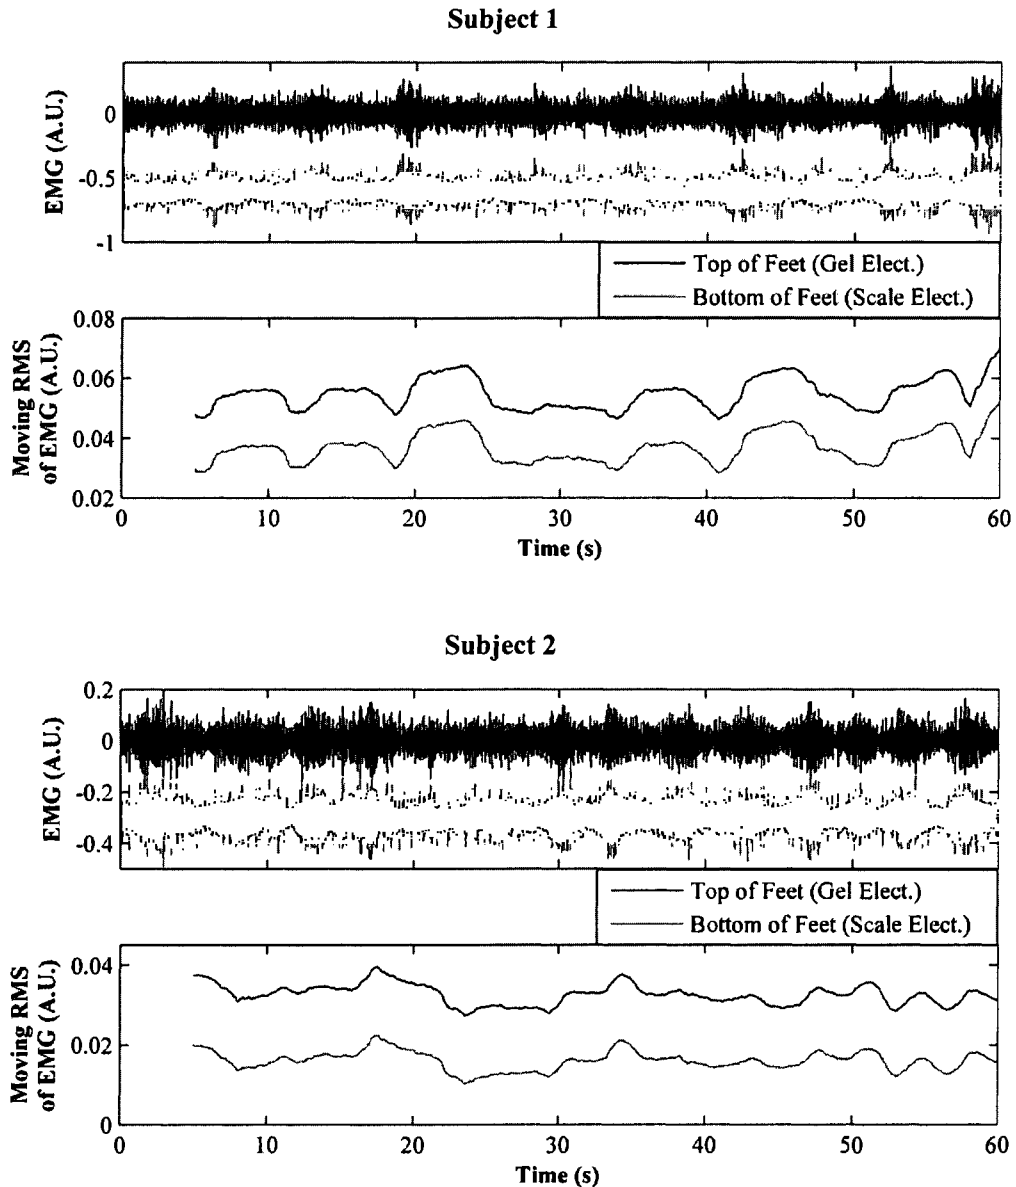 Subject 1
0
-0.5
-1
EMG (A.U.)
Top of Feet (Gel Elect.)
Bottom of Feet (Scale Elect.)
0.08
0.06
0.04
0.02
Moving RMS
of EMG (A.U.)
0 10 20 30 40 50 60
Time (s)
Subject 2
0.2
0
-0.2
-0.4
EMG (A.U.)
Top of Feet (Gel Elect.)
Bottom of Feet (Scale Elect.)
0.04
0.02
0
Moving RMS
of EMG (A.U.)
0 10 20 30 40 50 60
Time (s)